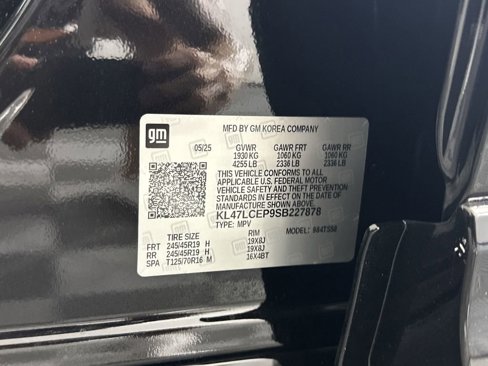 gm
MFD BY GM KOREA COMPANY
05/25 GVWR GAWR FRT GAWR RR
1930 KG 1060 KG 1060 KG
4255 LB 2336 LB 2336 LB
THIS VEHICLE CONFORMS TO ALL
APPLICABLE U.S. FEDERAL MOTOR
VEHICLE SAFETY AND THEFT PREVENTION
STANDARDS IN EFFECT ON THE DATE OF
MANUFACTURE SHOWN ABOVE.
KL47LCEP9SB227878
TYPE: MPV
TIRE SIZE RIM MODEL: 9847S58
FRT 245/45R19 H 19X8J
RR 245/45R19 H 19X8J
SPA T125/70R16 M 16X4BT